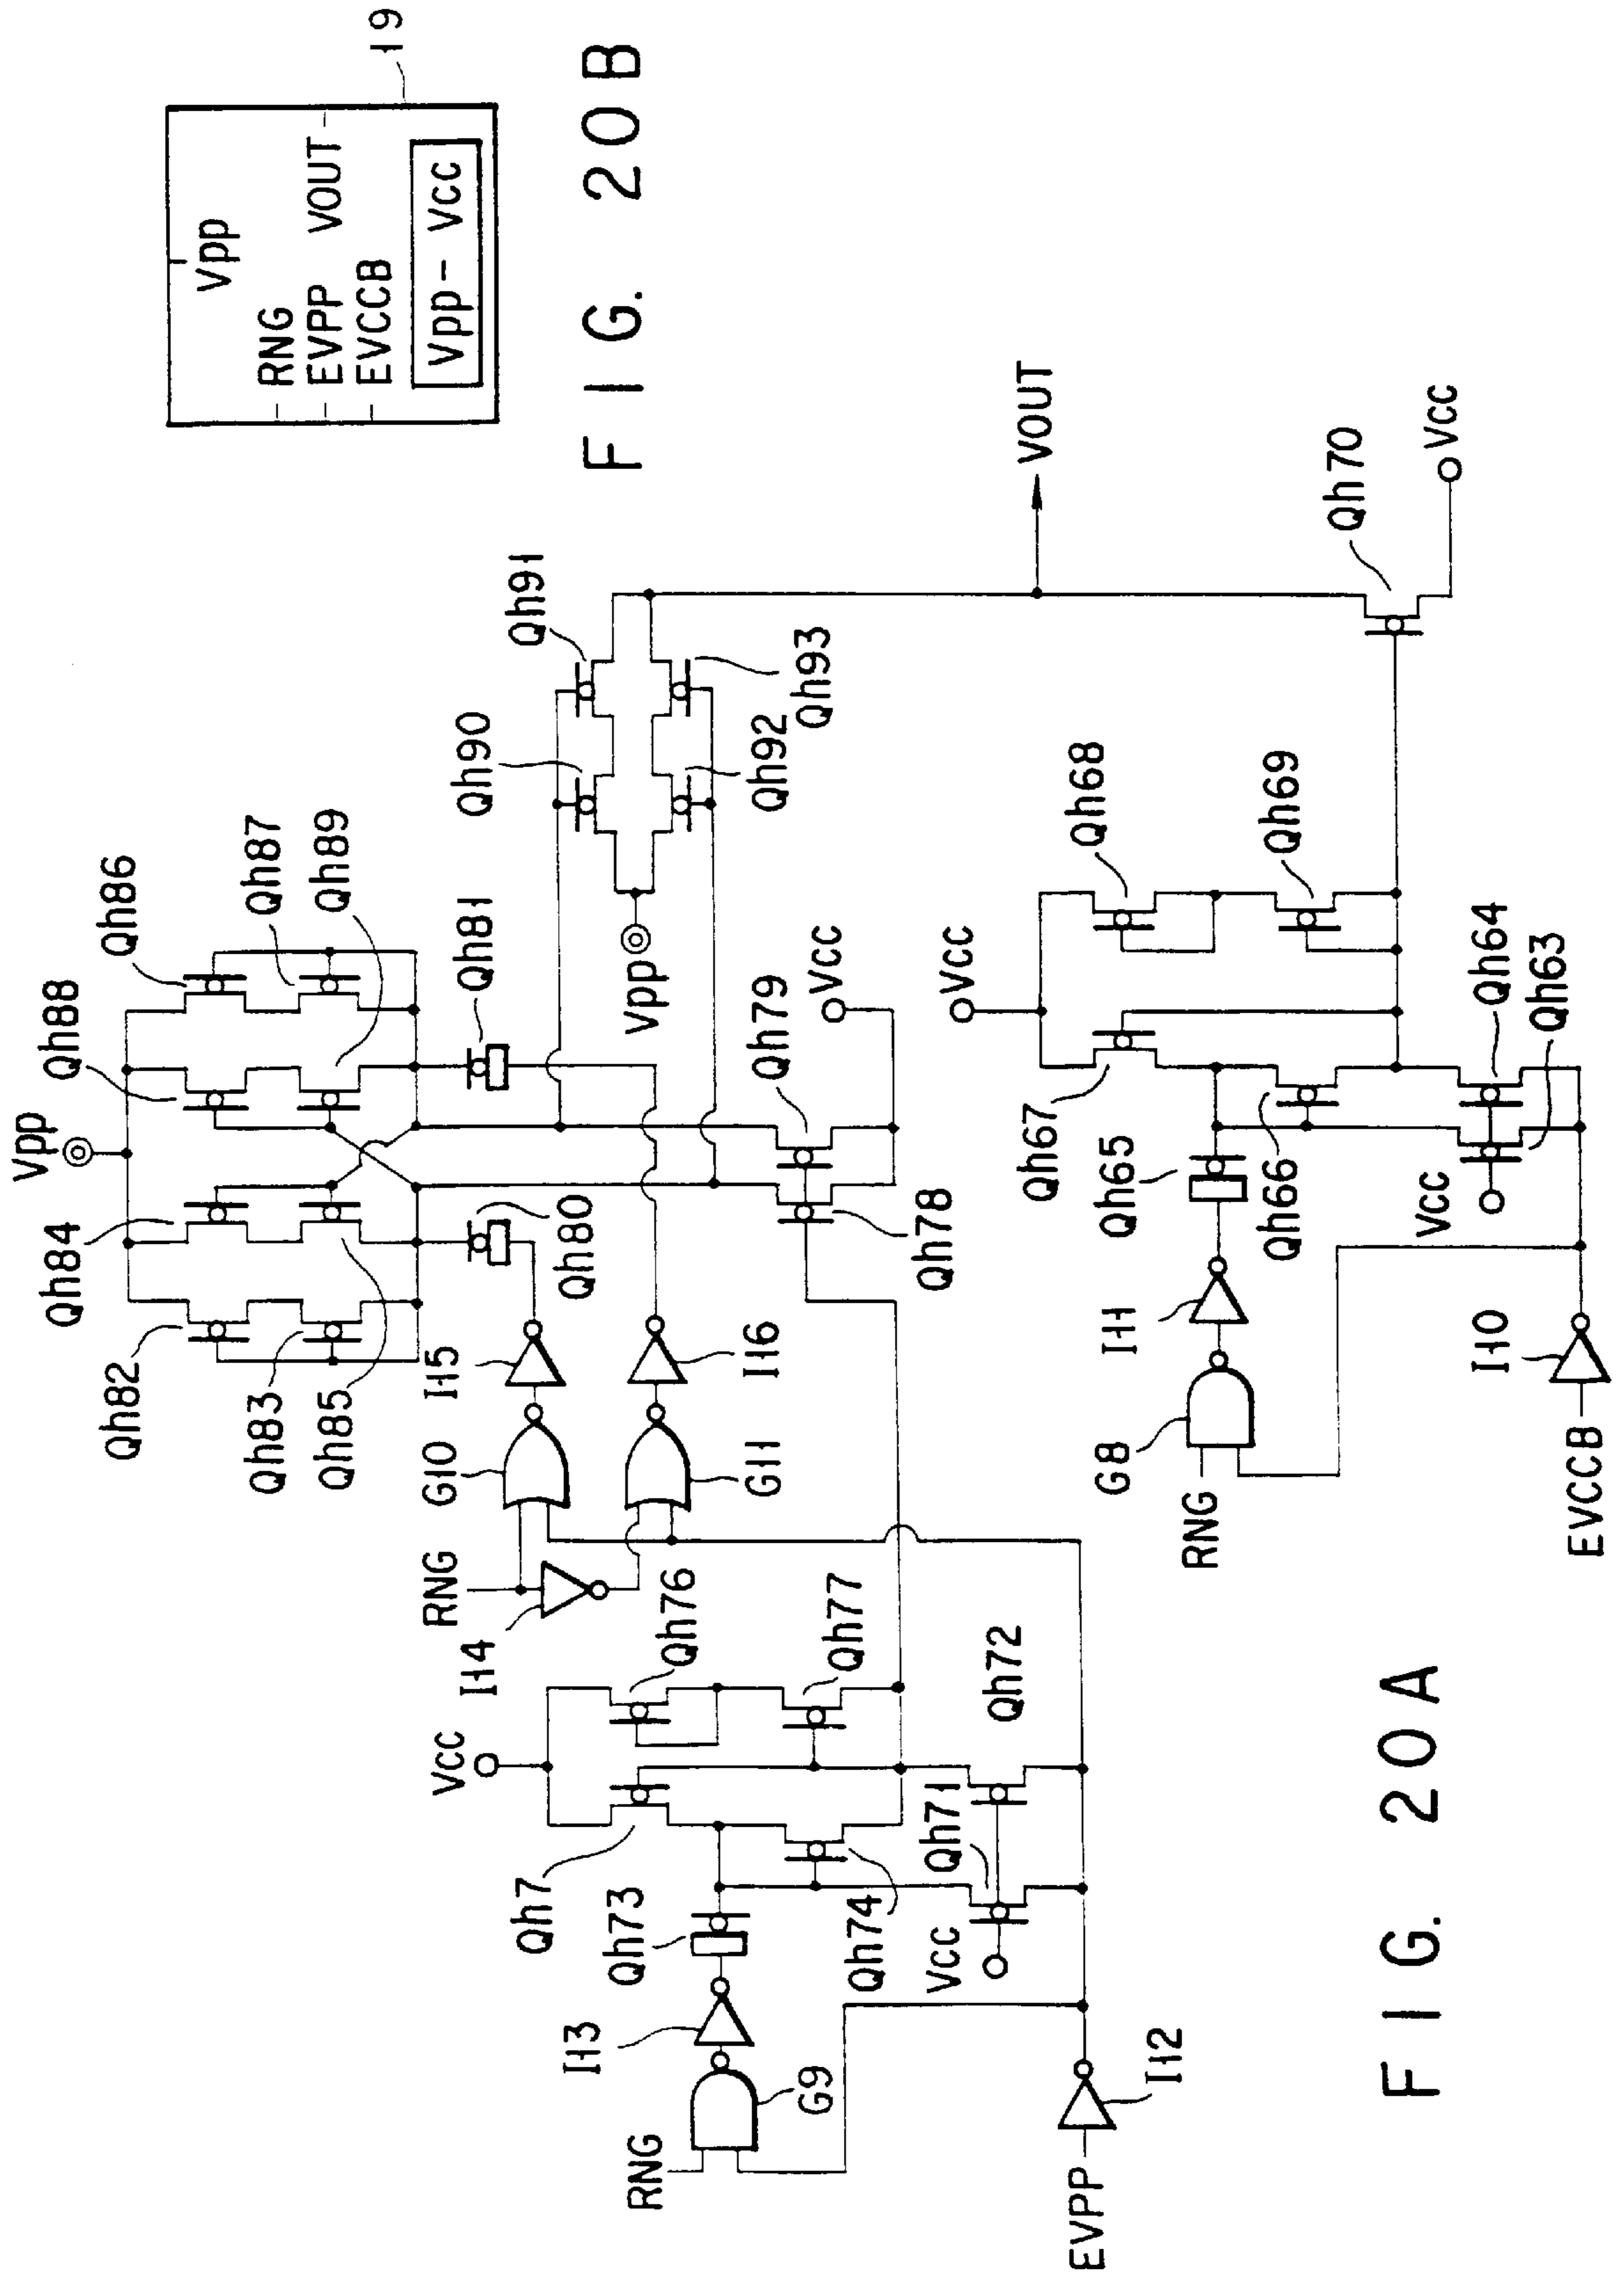 Vpp
RNG
EVPP VOUT
EVCCB
Vpp- Vcc
19
FIG. 20B
Vpp
Qh82
Qh83
Qh84
Qh85
Qh88
Qh86
Qh87
Qh89
Qh80
Qh81
I15
I16
G10
G11
RNG
I14
Qh90
Qh91
Qh92
Qh93
Vpp
VOUT
Qh79
Qh78
Vcc
Vcc
Qh76
Qh77
Qh7
Qh73
Qh74
Qh71
Qh72
Vcc
I13
G9
RNG
I12
EVPP
Vcc
Qh68
Qh69
Qh67
Qh65
Qh66
Qh64
Qh63
Vcc
Qh70
Vcc
I11
G8
RNG
I10
EVCCB
FIG. 20A